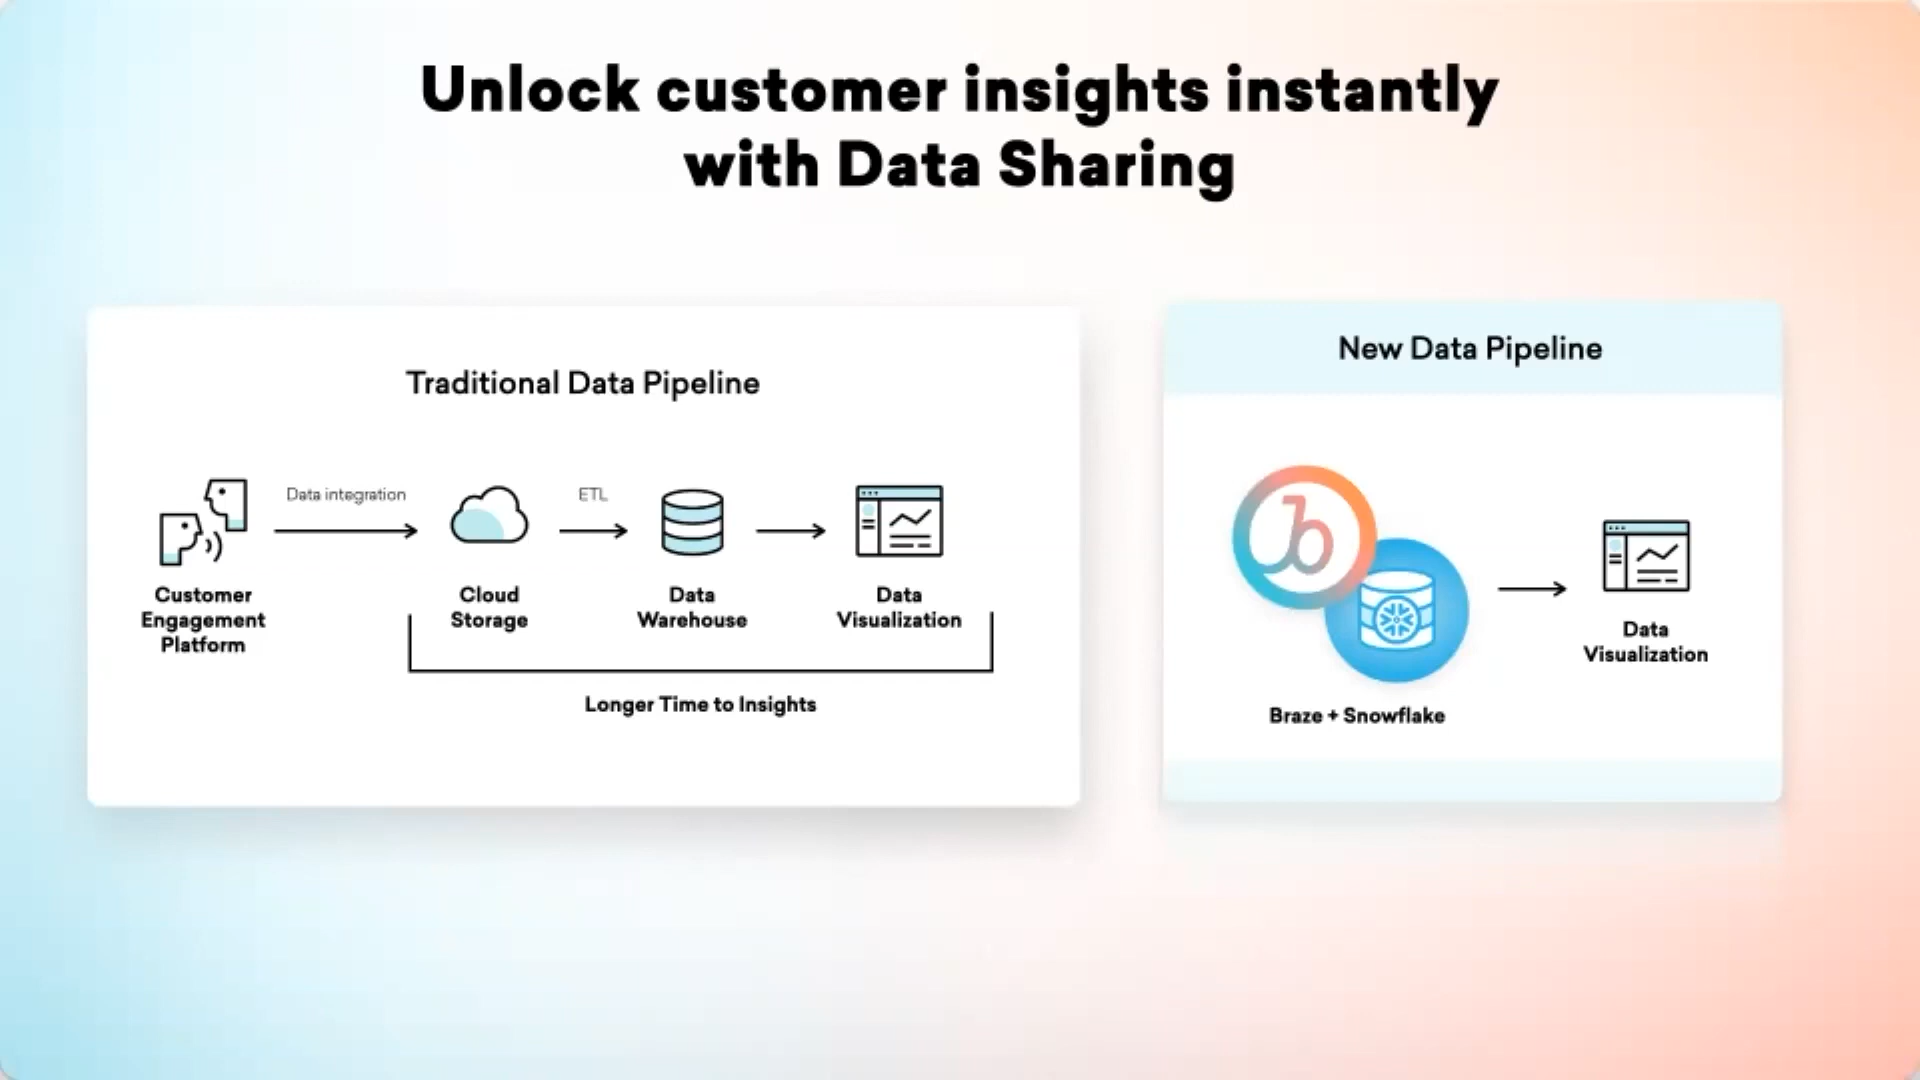 Unlock customer insights instantly
with Data Sharing
Traditional Data Pipeline
Data integration
ETL
Customer
Engagement
Platform
Cloud
Storage
Data
Warehouse
Data
Visualization
Longer Time to Insights
New Data Pipeline
b
Braze + Snowflake
Data
Visualization